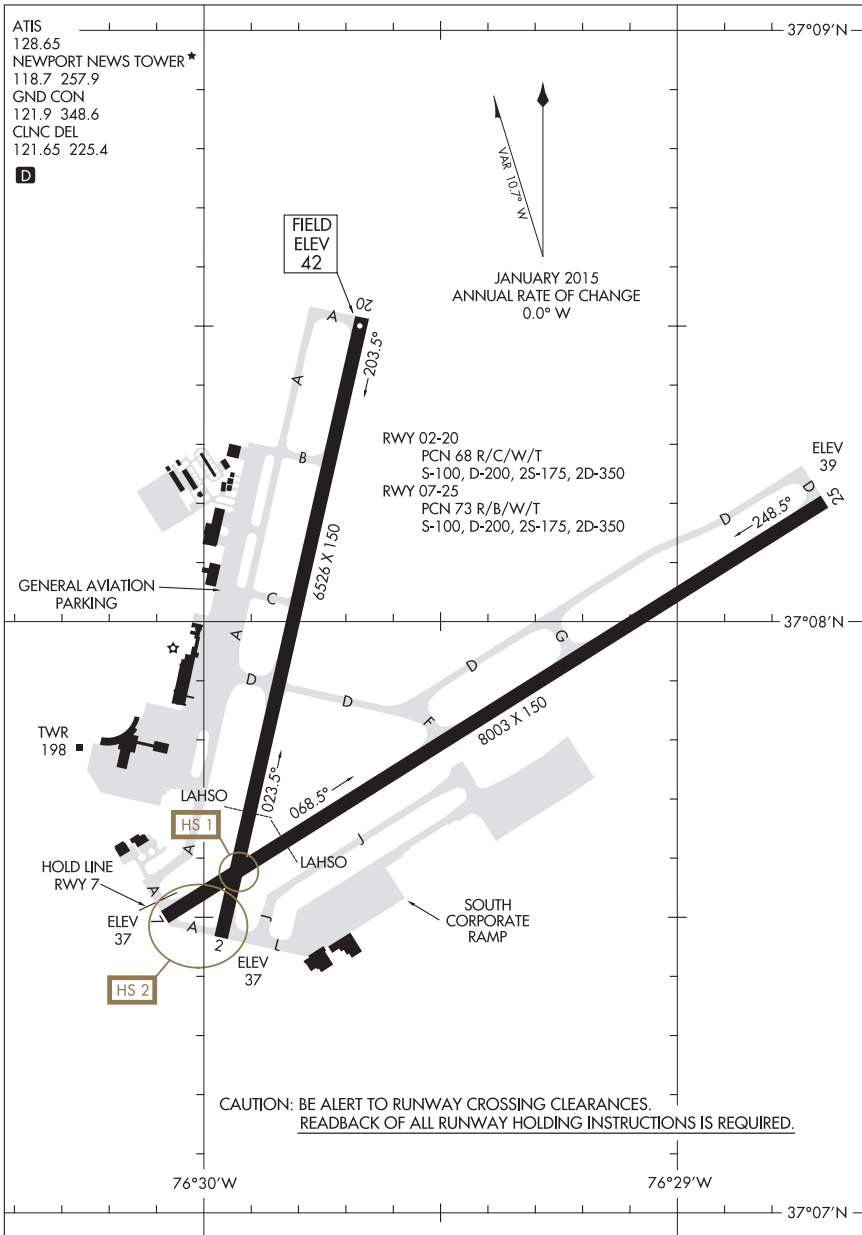 ATIS
128.65
NEWPORT NEWS TOWER★
118.7 257.9
GND CON
121.9 348.6
CLNC DEL
121.65 225.4
D
37°09'N
VAR 10.7° W
JANUARY 2015
ANNUAL RATE OF CHANGE
0.0° W
FIELD
ELEV
42
20
A
203.5°
A
RWY 02-20
PCN 68 R/C/W/T
S-100, D-200, 2S-175, 2D-350
RWY 07-25
PCN 73 R/B/W/T
S-100, D-200, 2S-175, 2D-350
ELEV
39
B
D
25
248.5°
D
6526 X 150
GENERAL AVIATION
PARKING
C
37°08'N
A
G
D
D
D
F
8003 X 150
TWR
198
023.5°
068.5°
LAHSO
HS 1
LAHSO
J
A
HOLD LINE
RWY 7
A
7
ELEV
37
A
2
ELEV
37
J
L
SOUTH
CORPORATE
RAMP
HS 2
CAUTION: BE ALERT TO RUNWAY CROSSING CLEARANCES.
READBACK OF ALL RUNWAY HOLDING INSTRUCTIONS IS REQUIRED.
76°30'W
76°29'W
37°07'N